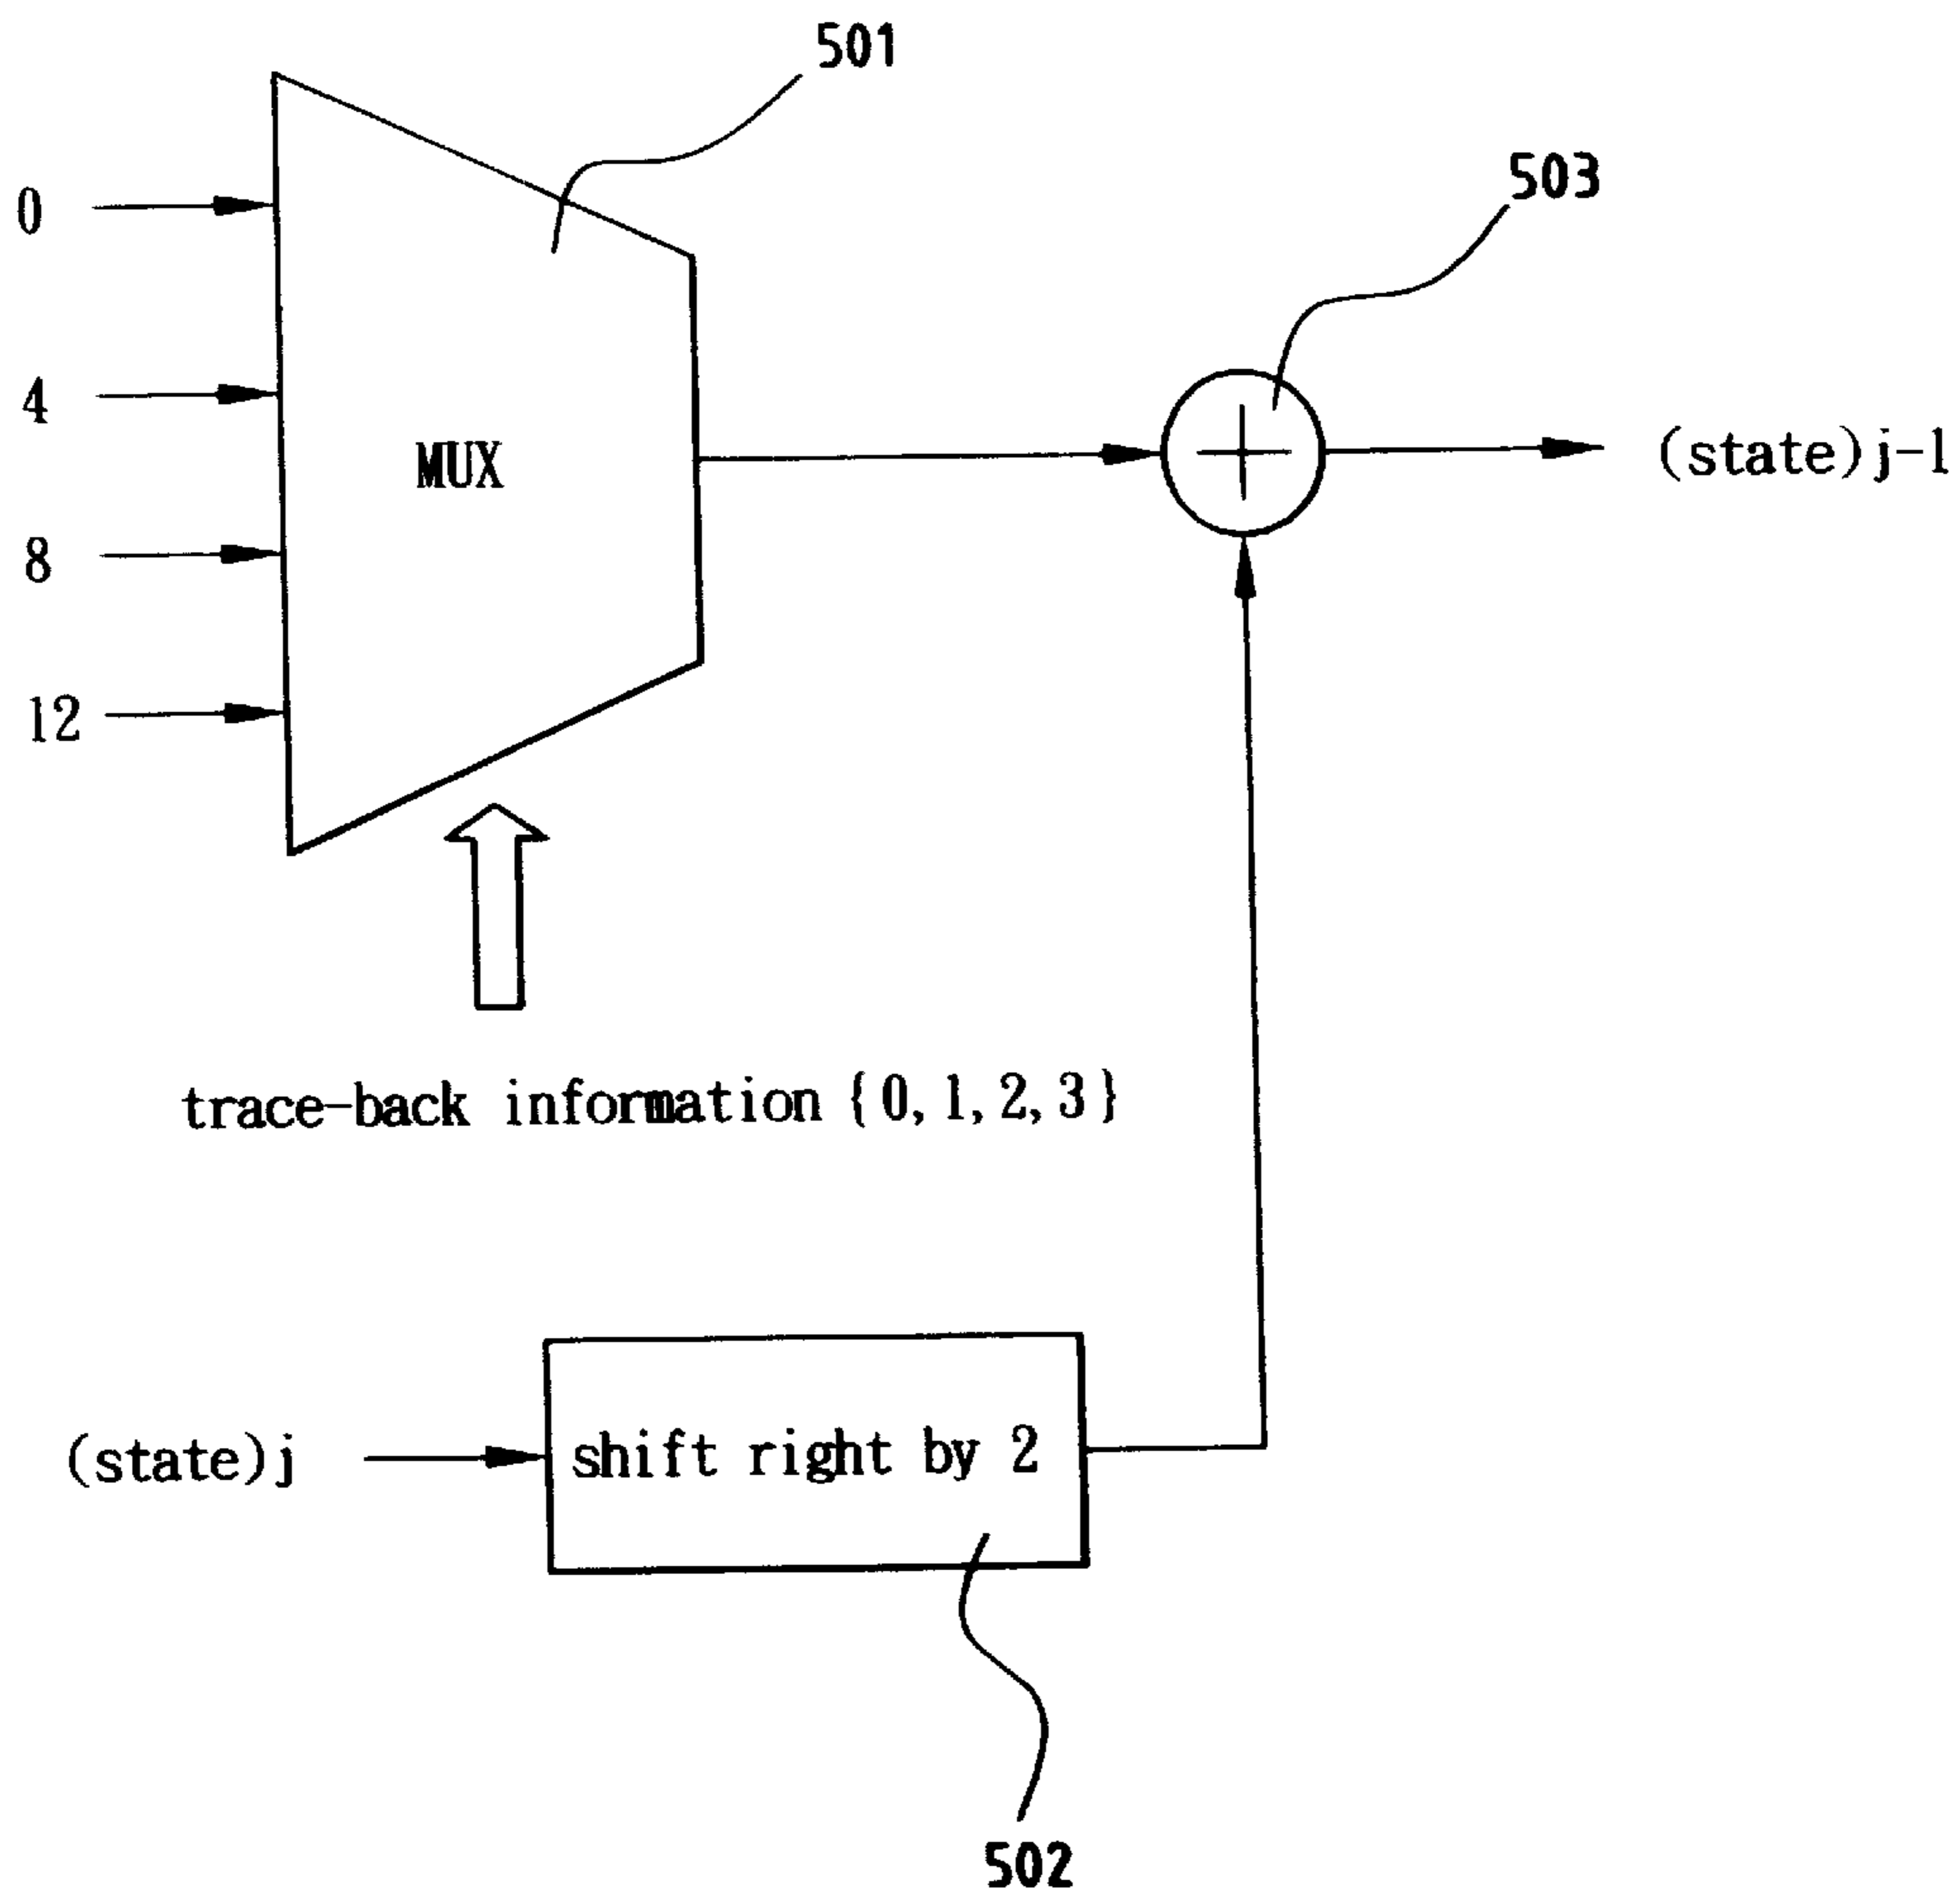 501
503
0
4
MUX
(state)j-1
8
12
trace-back information {0,1,2,3}
(state)j
shift right by 2
502